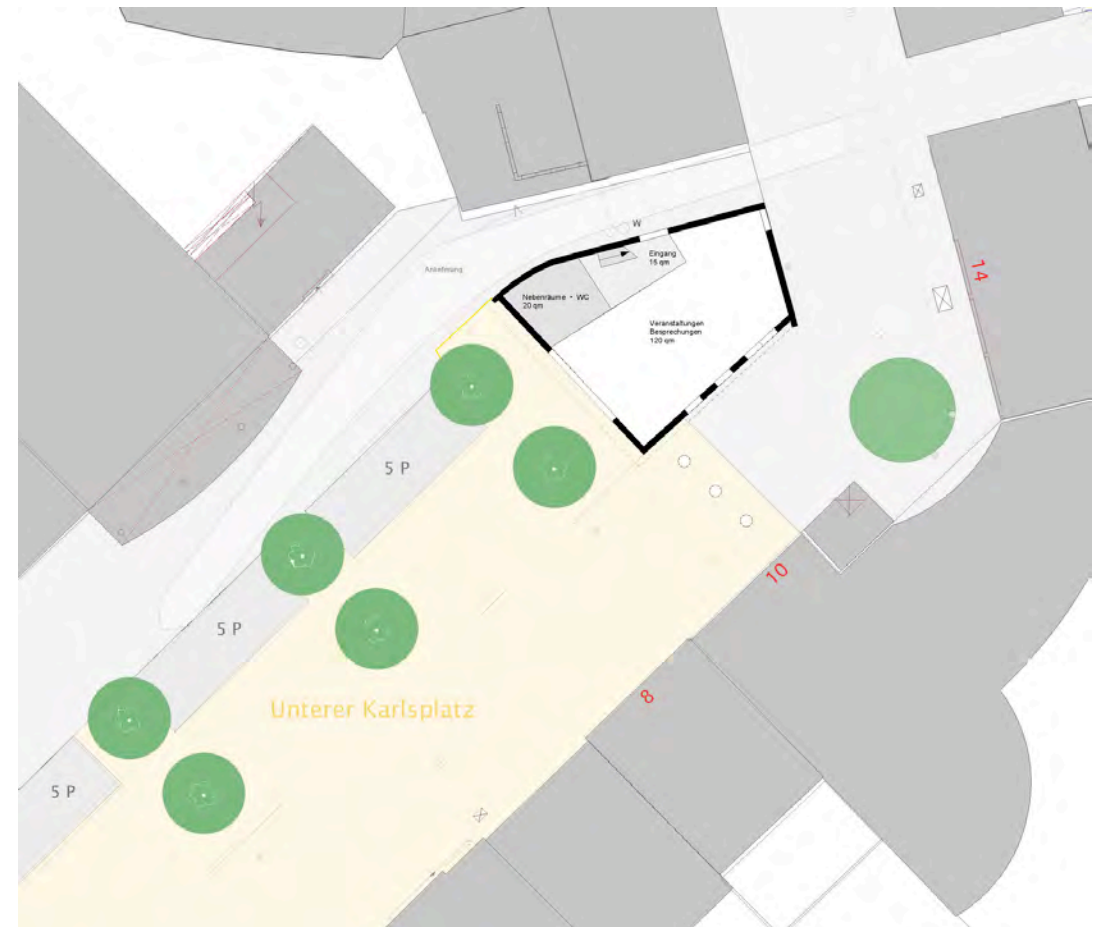 W
Eingang
15 qm
Anlieferung
14
Nebenräume - WC
20 qm
Veranstaltungen
Besprechungen
120 qm
5 P
10
5 P
8
Unterer Karlsplatz
5 P